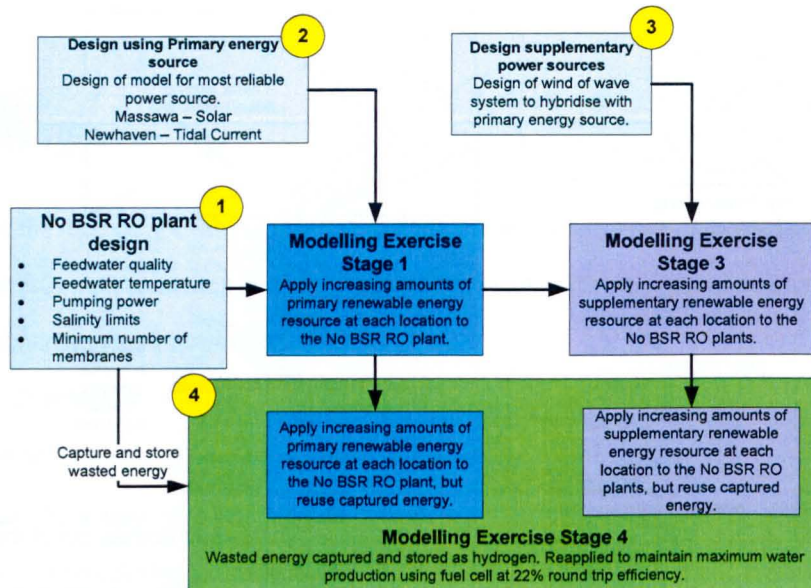 2
Design using Primary energy
source
Design of model for most reliable
power source.
Massawa – Solar
Newhaven – Tidal Current
3
Design supplementary
power sources
Design of wind of wave
system to hybridise with
primary energy source.
1
No BSR RO plant
design
• Feedwater quality
• Feedwater temperature
• Pumping power
• Salinity limits
• Minimum number of
membranes
Modelling Exercise
Stage 1
Apply increasing amounts of
primary renewable energy
resource at each location to
the No BSR RO plant.
Modelling Exercise
Stage 3
Apply increasing amounts of
supplementary renewable energy
resource at each location to the
No BSR RO plants.
4
Capture and store
wasted energy
Apply increasing amounts of
primary renewable energy
resource at each location to
the No BSR RO plant, but
reuse captured energy.
Apply increasing amounts of
supplementary renewable
energy resource at each
location to the No BSR RO
plants, but reuse captured
energy.
Modelling Exercise Stage 4
Wasted energy captured and stored as hydrogen. Reapplied to maintain maximum water
production using fuel cell at 22% round trip efficiency.